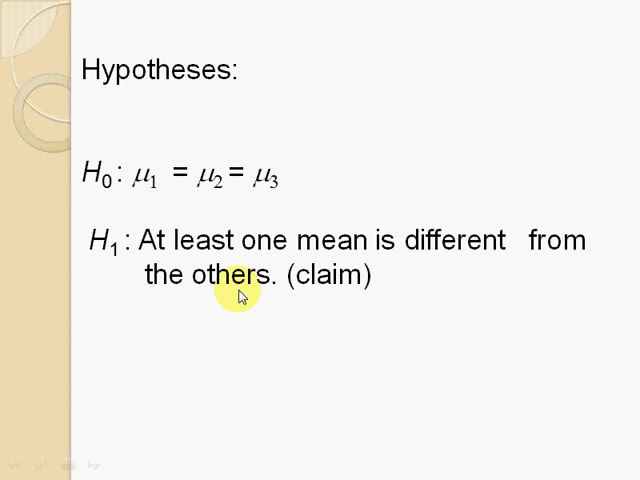 Hypotheses:
H₀ : μ₁ = μ₂ = μ₃
H₁ : At least one mean is different from
the others. (claim)